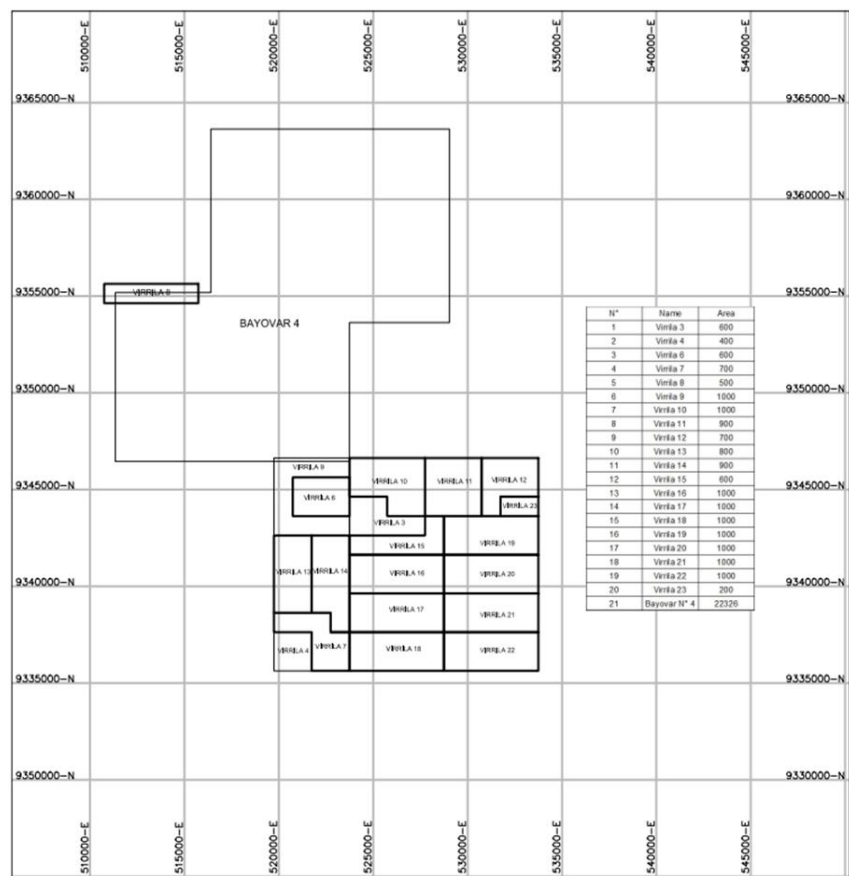 510000-E 515000-E 520000-E 525000-E 530000-E 535000-E 540000-E 545000-E
9365000-N 9365000-N
9360000-N 9360000-N
9355000-N 9355000-N
VIRRILA 8
BAYOVAR 4
N° Name Area
1 Virrila 3 600
2 Virrila 4 400
3 Virrila 6 600
4 Virrila 7 700
5 Virrila 8 500
6 Virrila 9 1000
7 Virrila 10 1000
8 Virrila 11 900
9 Virrila 12 700
10 Virrila 13 800
11 Virrila 14 900
12 Virrila 15 600
13 Virrila 16 1000
14 Virrila 17 1000
15 Virrila 18 1000
16 Virrila 19 1000
17 Virrila 20 1000
18 Virrila 21 1000
19 Virrila 22 1000
20 Virrila 23 200
21 Bayovar N° 4 22326
9350000-N 9350000-N
VIRRILA 9
VIRRILA 10 VIRRILA 11 VIRRILA 12
9345000-N 9345000-N
VIRRILA 6
VIRRILA 23
VIRRILA 3
VIRRILA 15 VIRRILA 19
VIRRILA 13 VIRRILA 14 VIRRILA 16 VIRRILA 20
9340000-N 9340000-N
VIRRILA 17 VIRRILA 21
VIRRILA 4 VIRRILA 7 VIRRILA 18 VIRRILA 22
9335000-N 9335000-N
9350000-N 9330000-N
510000-E 515000-E 520000-E 525000-E 530000-E 535000-E 540000-E 545000-E